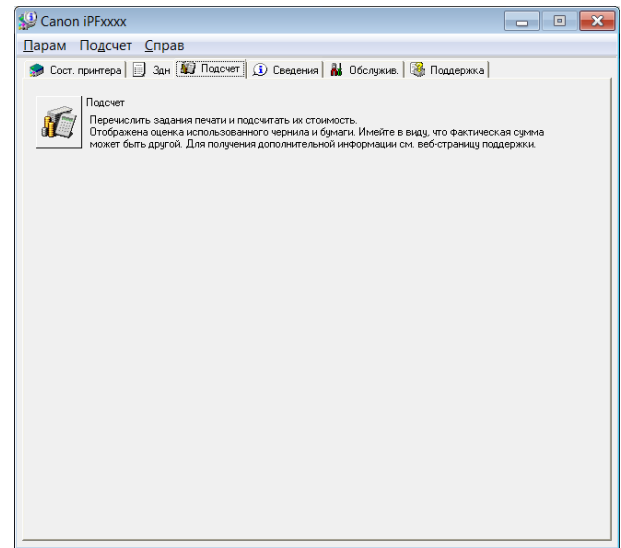 Canon iPFxxxx
Парам Подсчет Справ
Сост. принтера Здн Подсчет Сведения Обслужив. Поддержка
Подсчет
Перечислить задания печати и подсчитать их стоимость.
Отображена оценка использованного чернила и бумаги. Имейте в виду, что фактическая сумма
может быть другой. Для получения дополнительной информации см. веб-страницу поддержки.